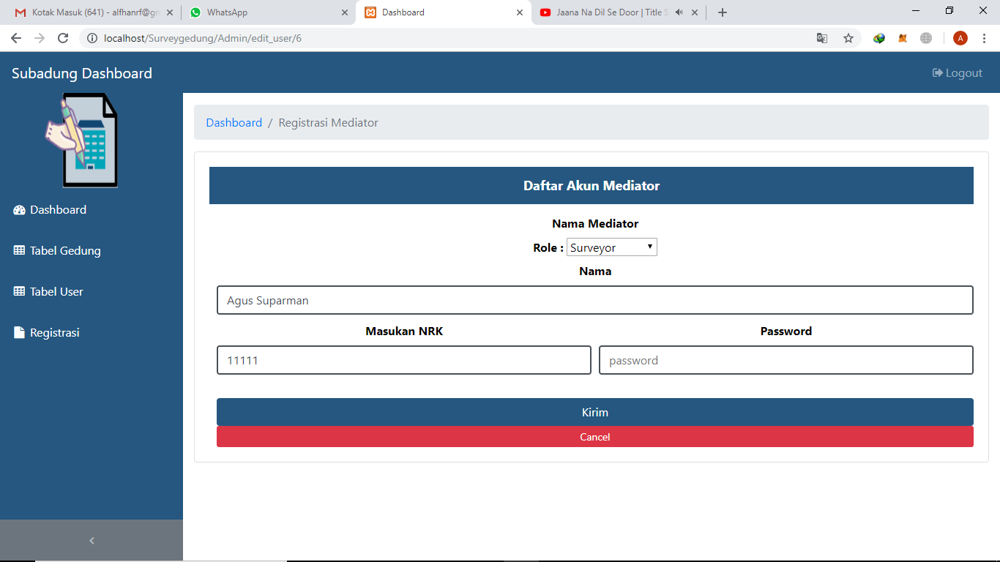 Kotak Masuk (641) - alfhanrf@gm
WhatsApp
Dashboard
Jaana Na Dil Se Door | Title S
localhost/Surveygedung/Admin/edit_user/6
A
Subadung Dashboard
Logout
Dashboard / Registrasi Mediator
Daftar Akun Mediator
Dashboard
Tabel Gedung
Tabel User
Registrasi
Nama Mediator
Role : Surveyor
Nama
Agus Suparman
Masukan NRK
Password
11111
password
Kirim
Cancel